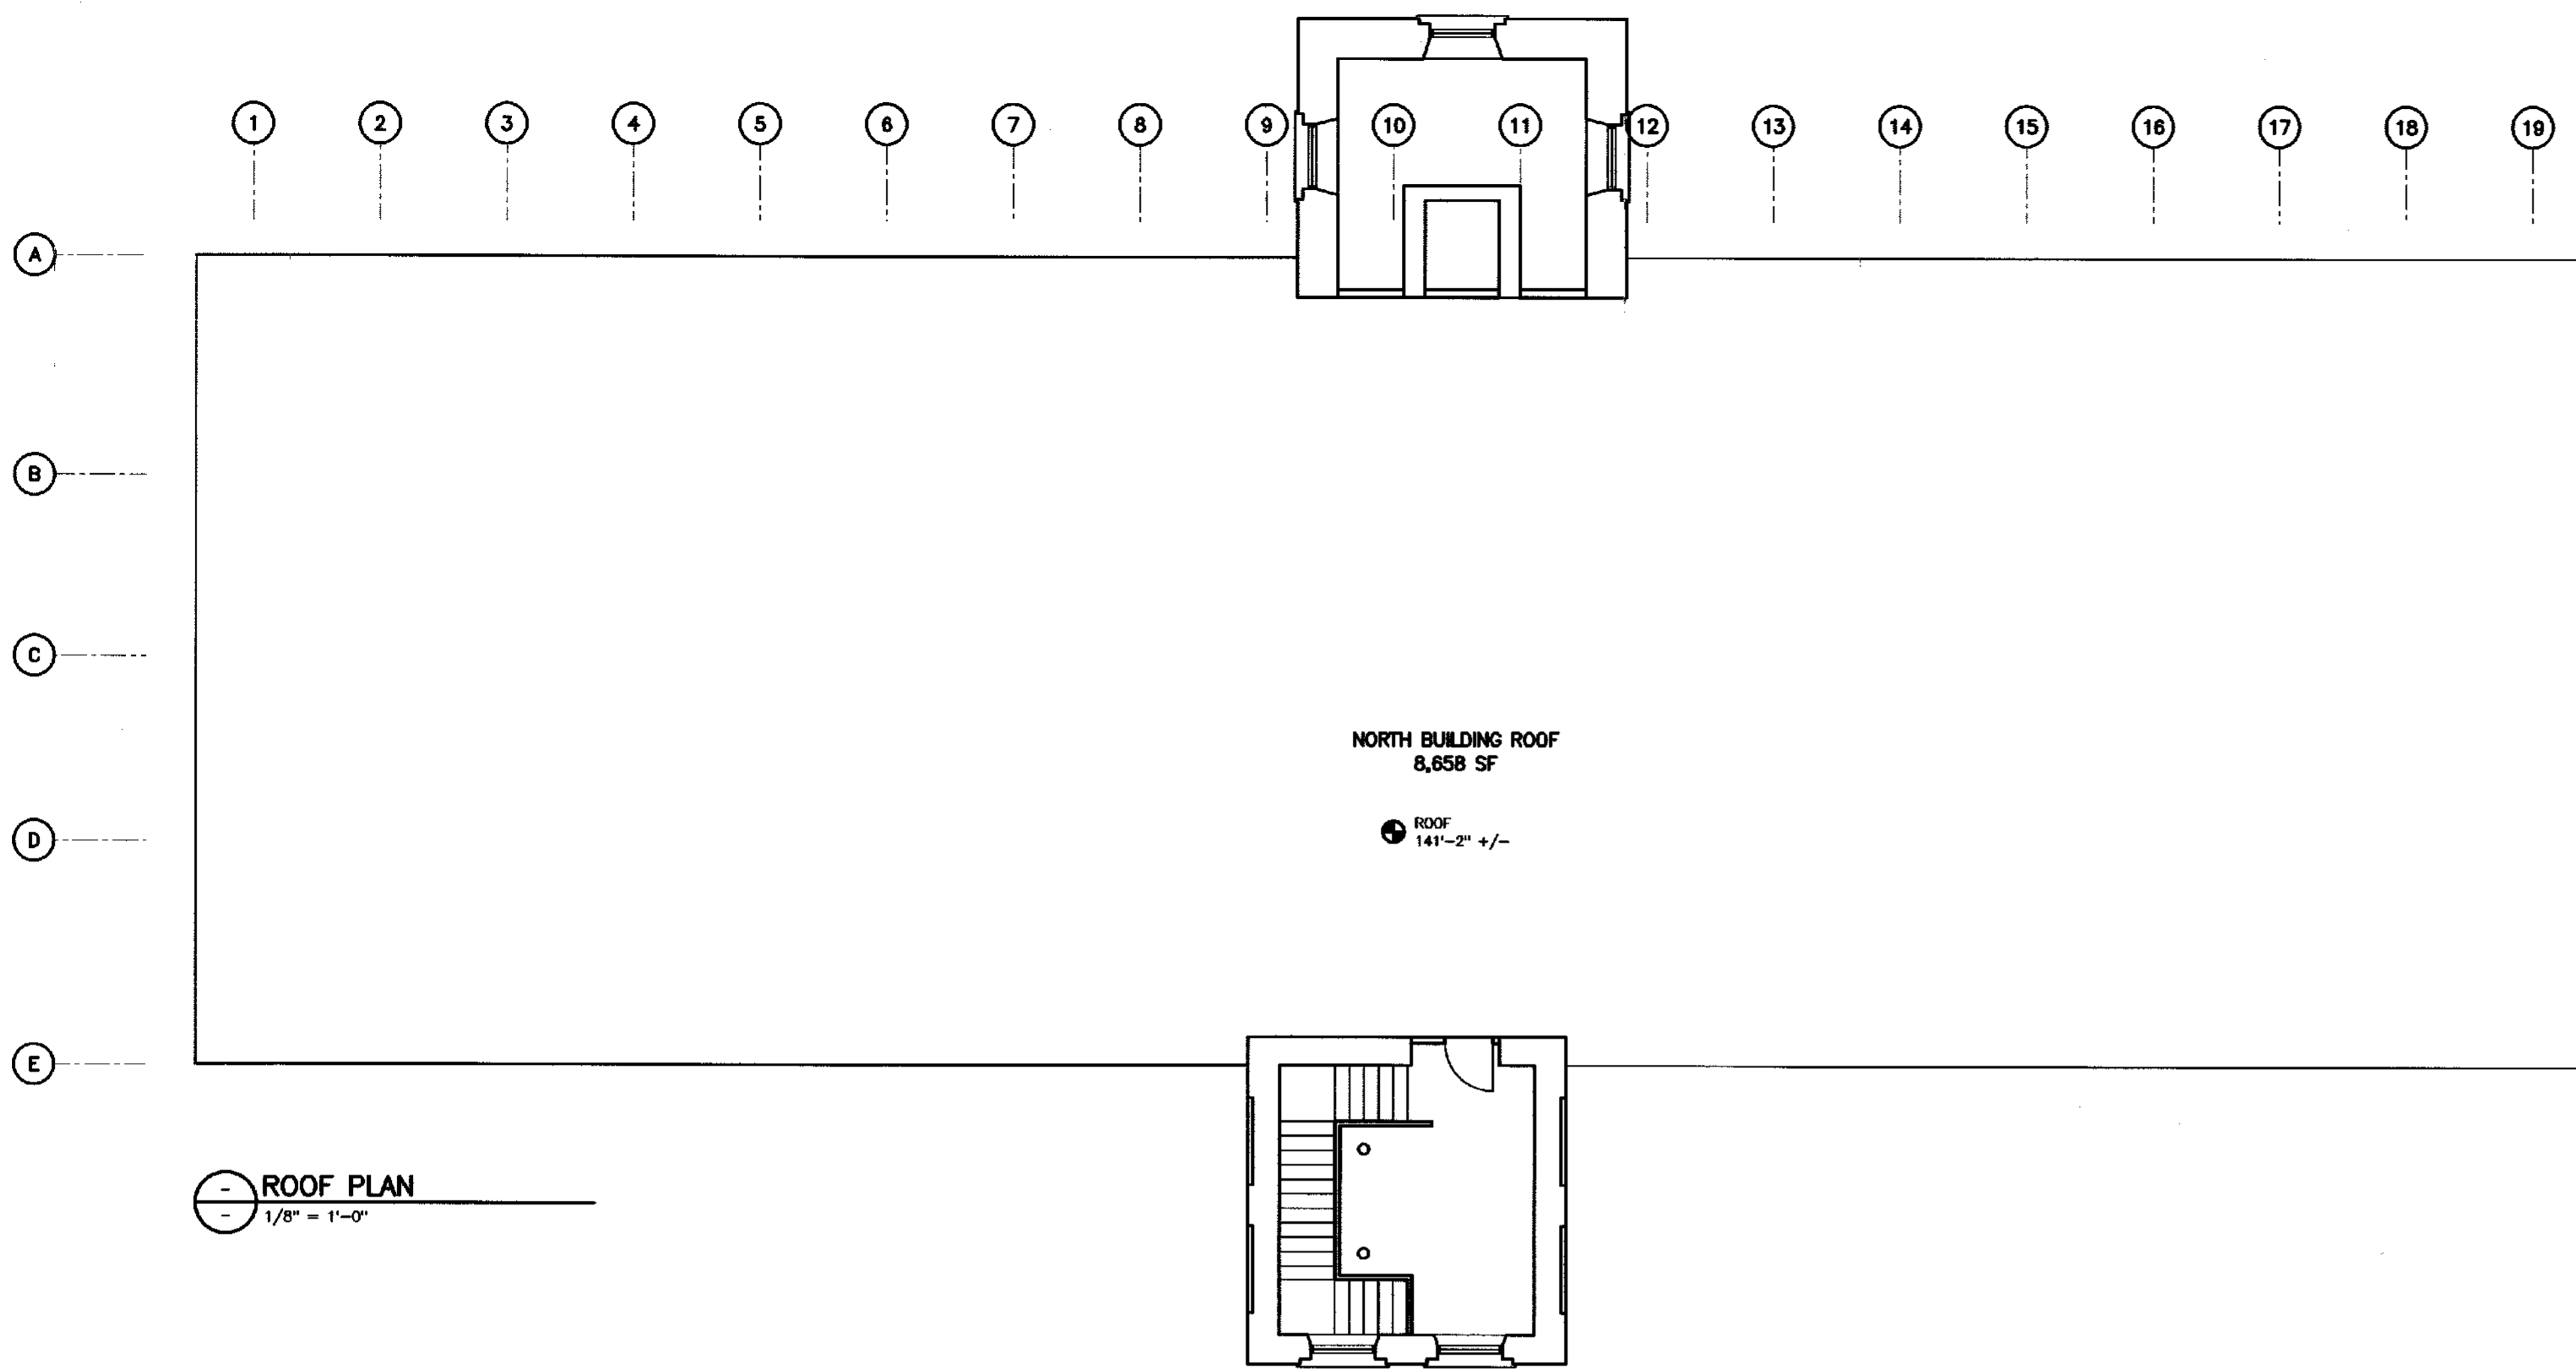 1 2 3 4 5 6 7 8 9 10 11 12 13 14 15 16 17 18 19
A
B
C
NORTH BUILDING ROOF
8,658 SF
ROOF
141'-2" +/-
D
E
-
ROOF PLAN
-
1/8" = 1'-0"